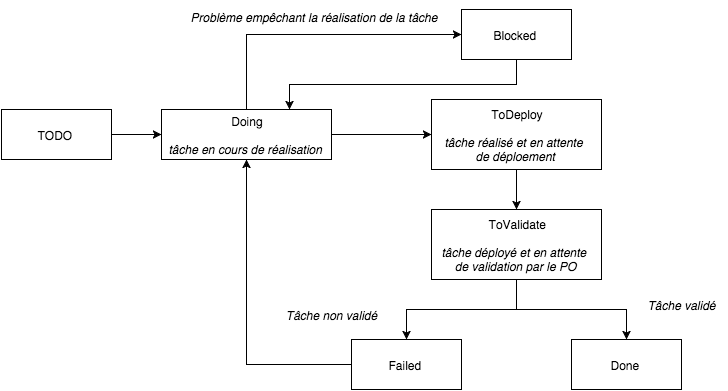 Problème empêchant la réalisation de la tâche
Blocked
TODO
Doing
tâche en cours de réalisation
ToDeploy
tâche réalisé et en attente
de déploement
ToValidate
tâche déployé et en attente
de validation par le PO
Tâche non validé
Tâche validé
Failed
Done